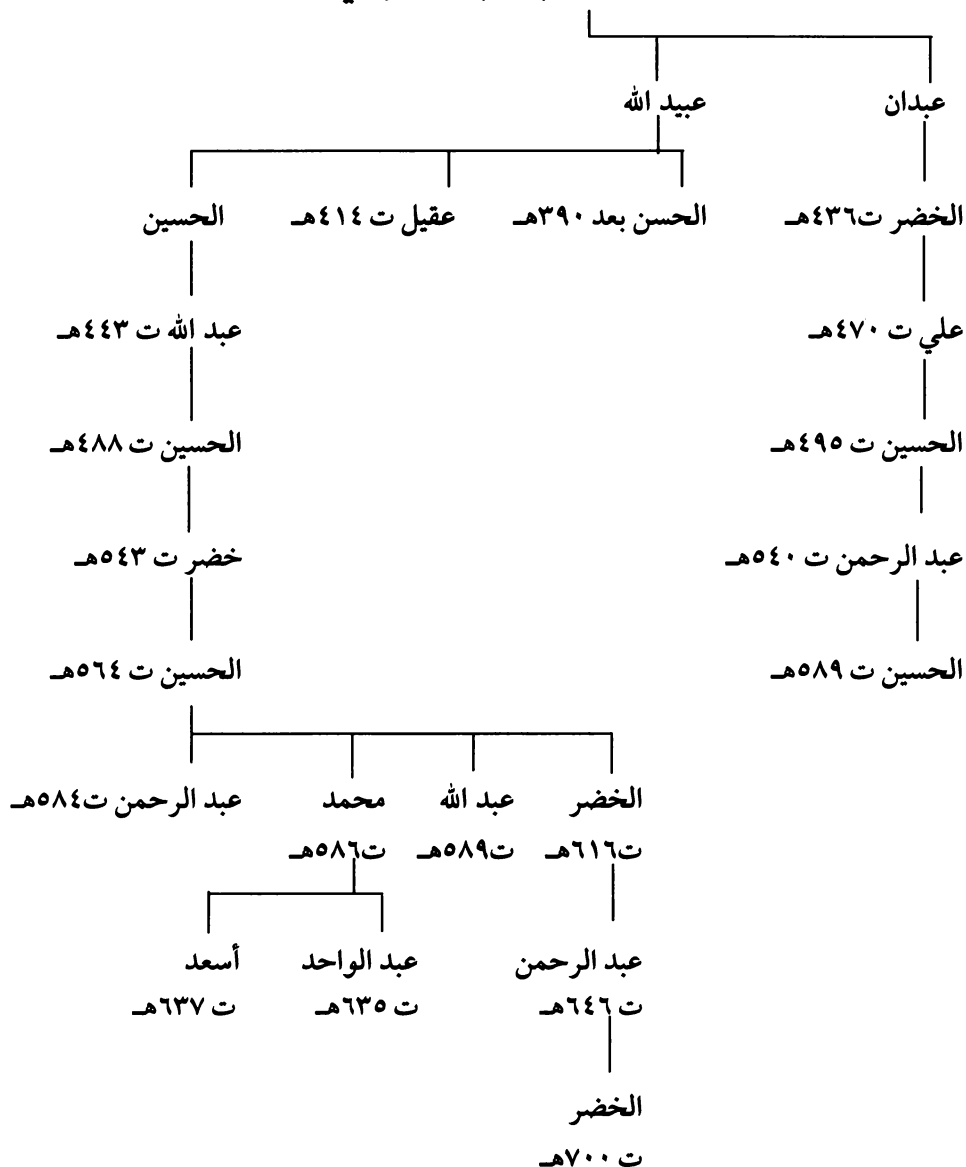 عبدان عبيد الله
الخضر ت٤٣٦هـ الحسن بعد ٣٩٠هـ عقيل ت ٤١٤هـ الحسين
علي ت ٤٧٠هـ عبد الله ت ٤٤٣هـ
الحسين ت ٤٩٥هـ الحسين ت ٤٨٨هـ
عبد الرحمن ت ٥٤٠هـ خضر ت ٥٤٣هـ
الحسين ت ٥٨٩هـ الحسين ت ٥٦٤هـ
الخضر عبد الله محمد عبد الرحمن ت٥٨٤هـ
ت٦١٦هـ ت٥٨٩هـ ت٥٨٦هـ
عبد الرحمن عبد الواحد أسعد
ت ٦٤٦هـ ت ٦٣٥هـ ت ٦٣٧هـ
الخضر
ت ٧٠٠هـ